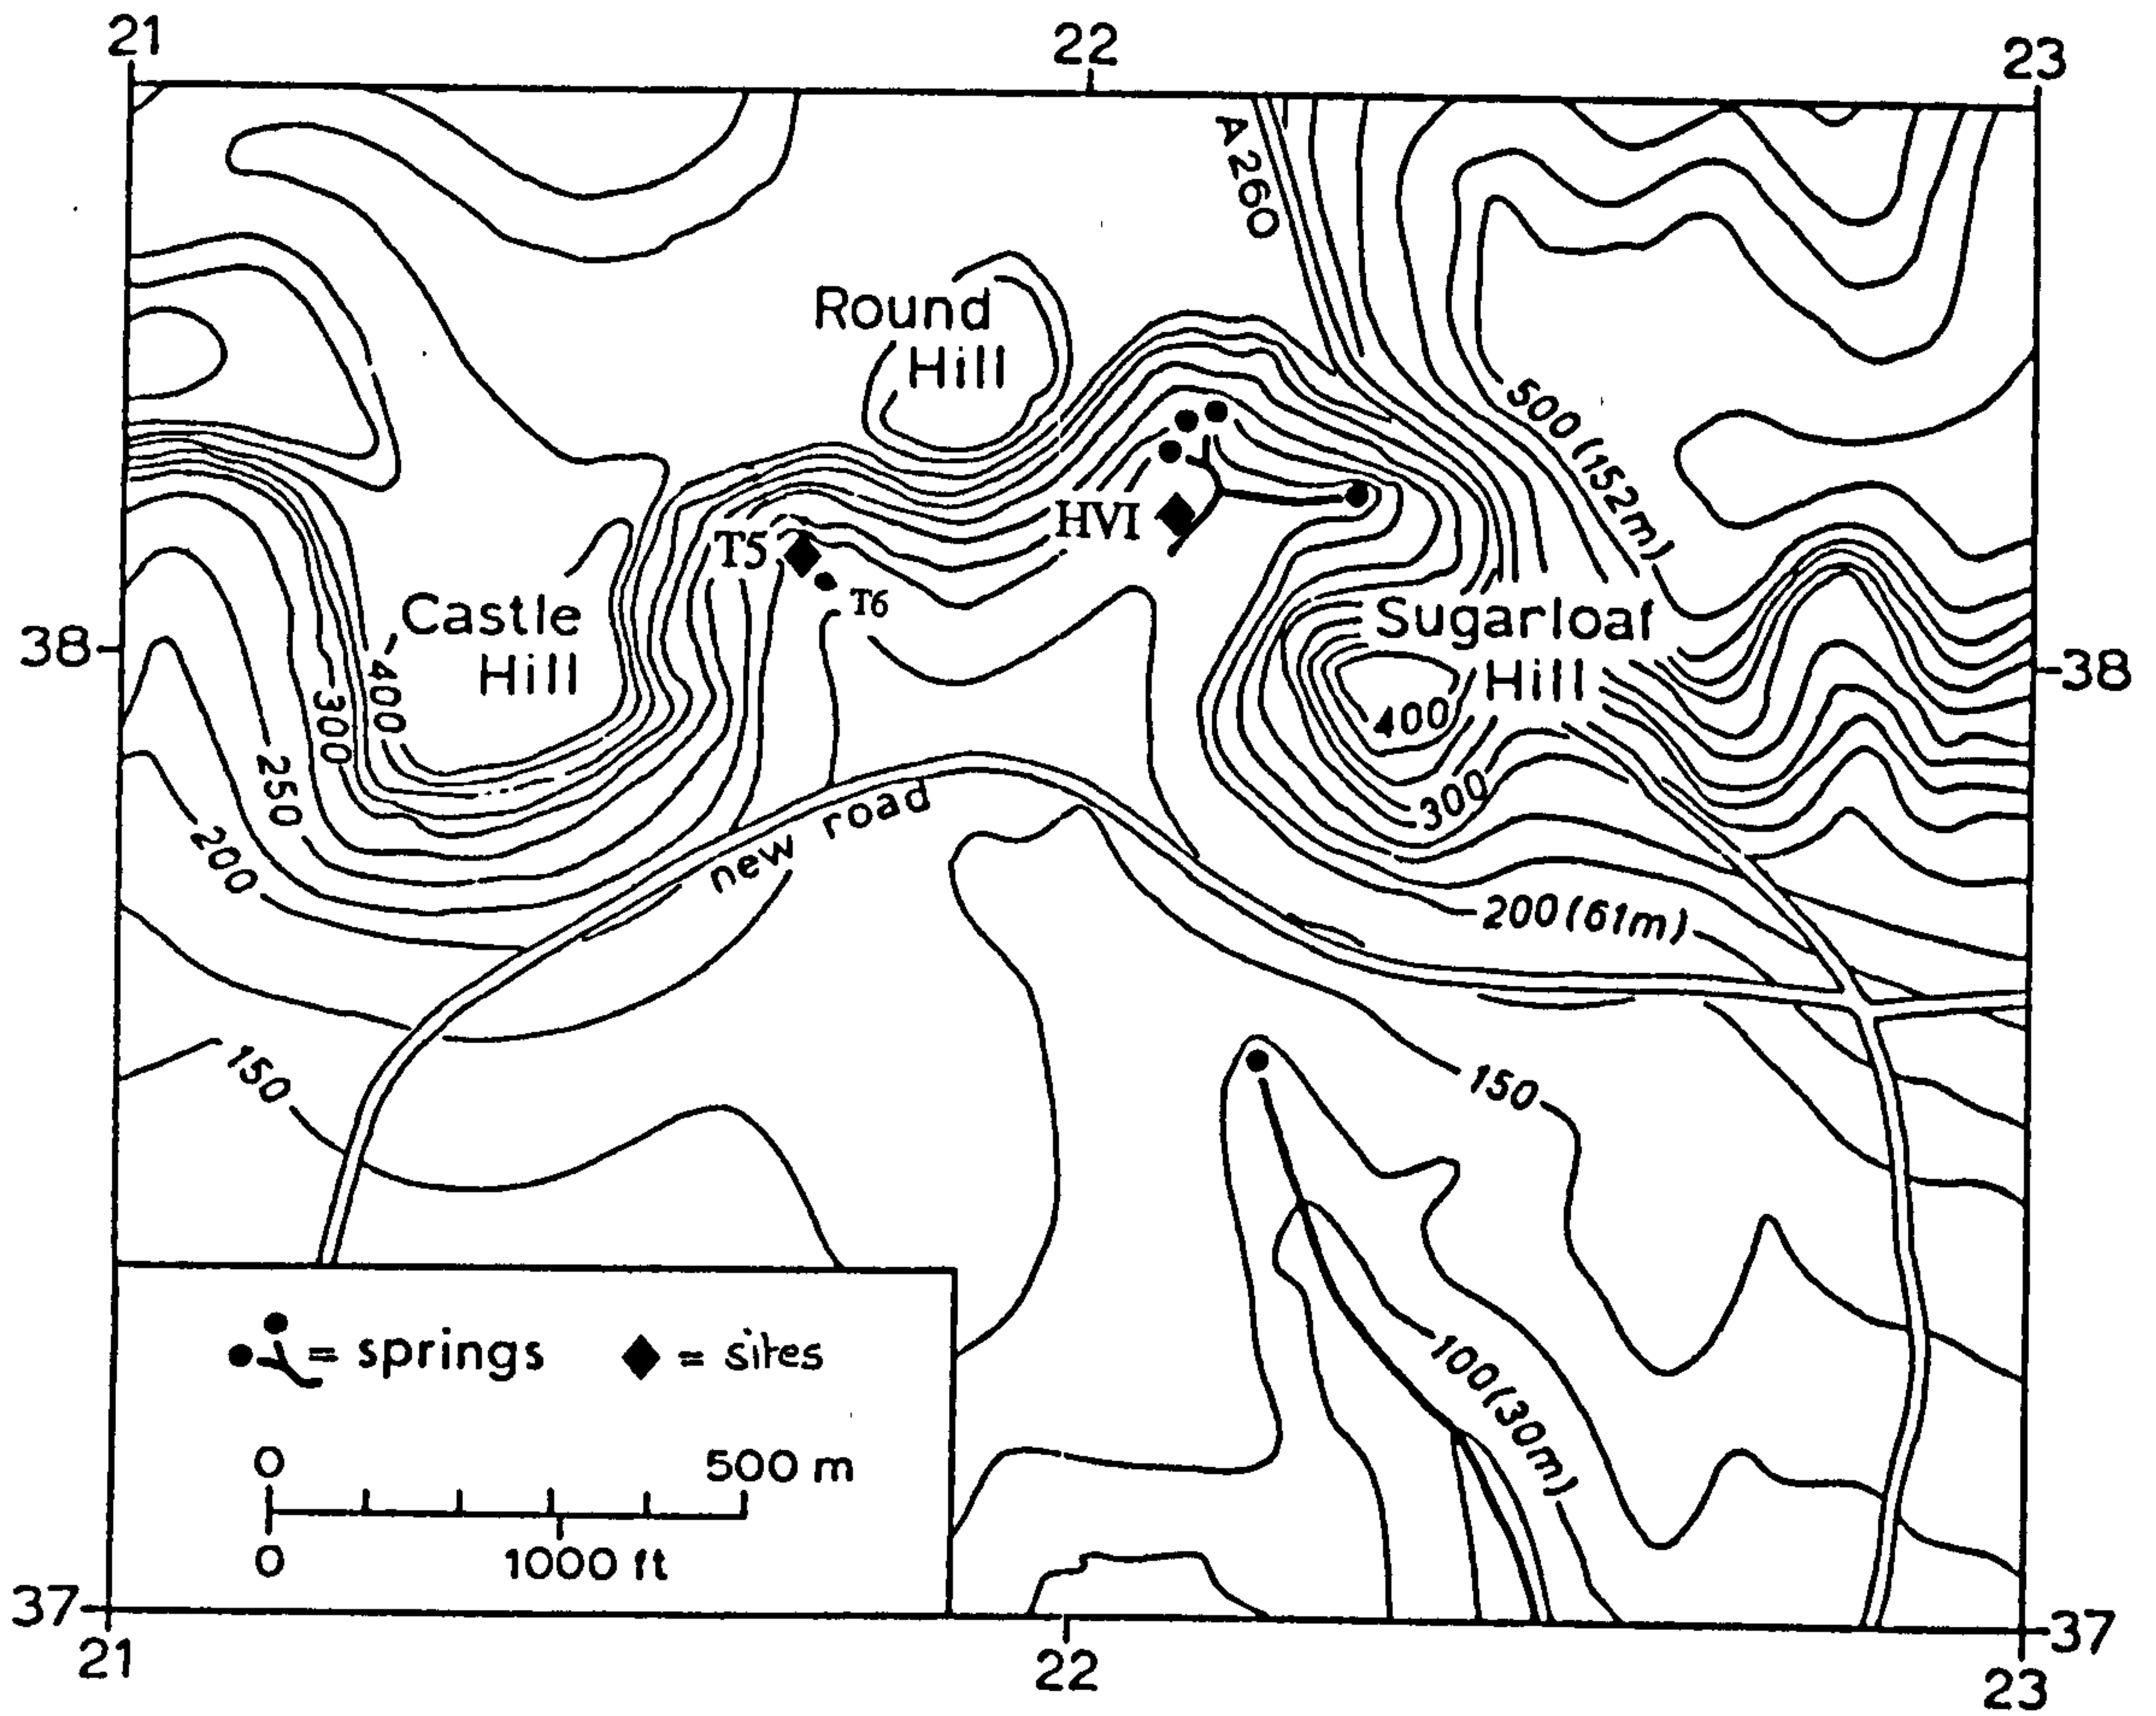 21
22
23
A 260
Round
Hill
500 (152m)
HVI
T5
T6
Castle
Hill
Sugarloaf
Hill
38
38
400
300
400
250
300
new road
200
200 (61m)
150
150
100 (30m)
= springs
= sites
0
500 m
0
1000 ft
37
37
21
22
23